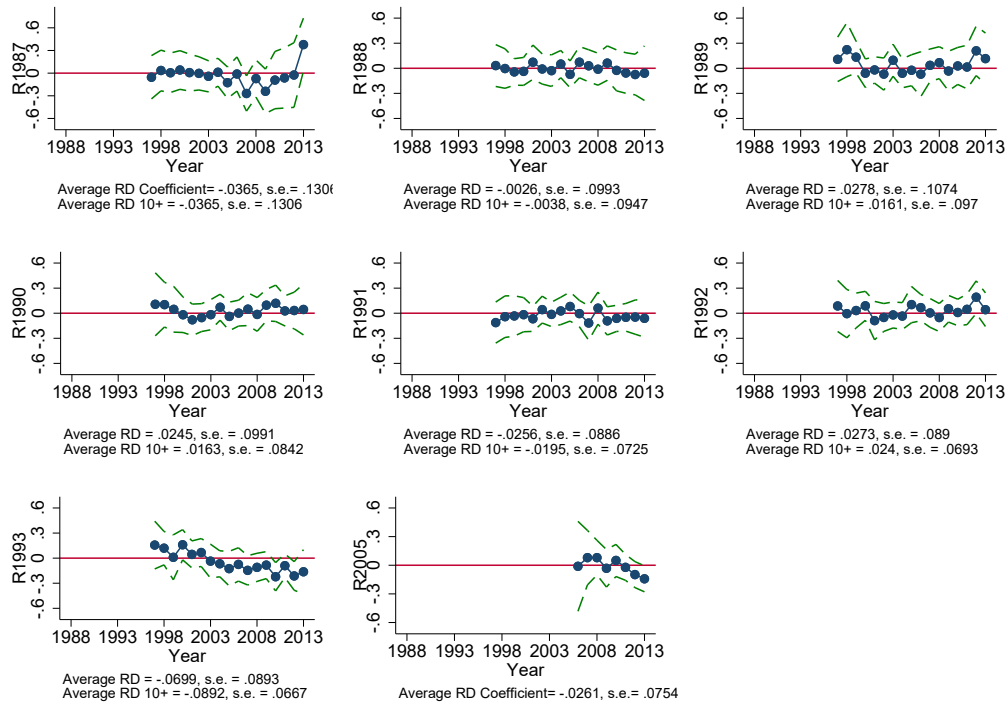 R1987
.6
.3
0
-.3
-.6
1988 1993 1998 2003 2008 2013
Year
Average RD Coefficient= -.0365, s.e.= .1306
Average RD 10+ = -.0365, s.e. = .1306
R1988
.6
.3
0
-.3
-.6
1988 1993 1998 2003 2008 2013
Year
Average RD = -.0026, s.e. = .0993
Average RD 10+ = -.0038, s.e. = .0947
R1989
.6
.3
0
-.3
-.6
1988 1993 1998 2003 2008 2013
Year
Average RD = .0278, s.e. = .1074
Average RD 10+ = .0161, s.e. = .097
R1990
.6
.3
0
-.3
-.6
1988 1993 1998 2003 2008 2013
Year
Average RD = .0245, s.e. = .0991
Average RD 10+ = .0163, s.e. = .0842
R1991
.6
.3
0
-.3
-.6
1988 1993 1998 2003 2008 2013
Year
Average RD = -.0256, s.e. = .0886
Average RD 10+ = -.0195, s.e. = .0725
R1992
.6
.3
0
-.3
-.6
1988 1993 1998 2003 2008 2013
Year
Average RD = .0273, s.e. = .089
Average RD 10+ = .024, s.e. = .0693
R1993
.6
.3
0
-.3
-.6
1988 1993 1998 2003 2008 2013
Year
Average RD = -.0699, s.e. = .0893
Average RD 10+ = -.0892, s.e. = .0667
R2005
.6
.3
0
-.3
-.6
1988 1993 1998 2003 2008 2013
Year
Average RD Coefficient= -.0261, s.e.= .0754